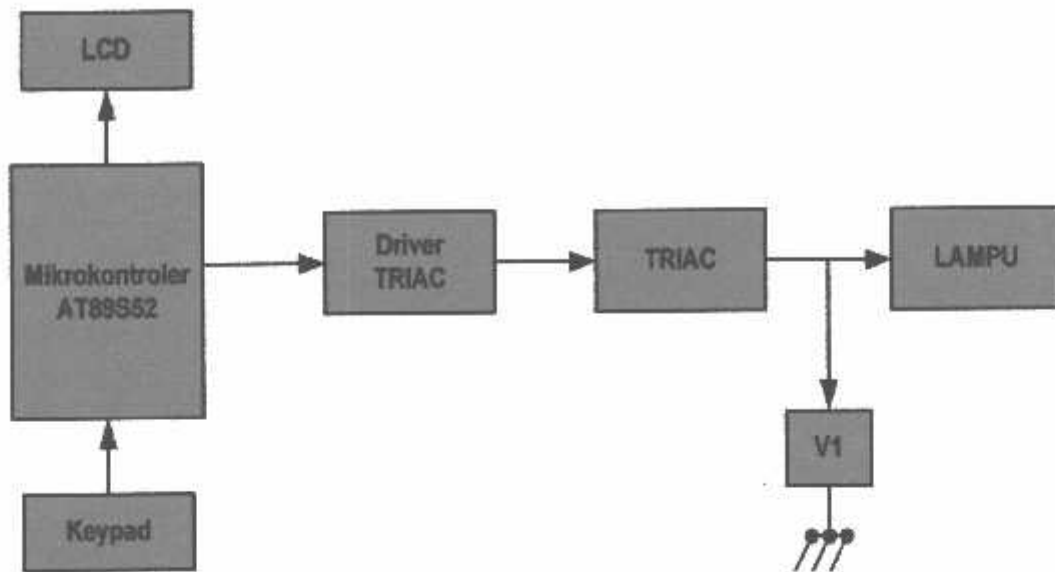 LCD
Mikrokontroler
AT89S52
Driver
TRIAC
TRIAC
LAMPU
V1
Keypad